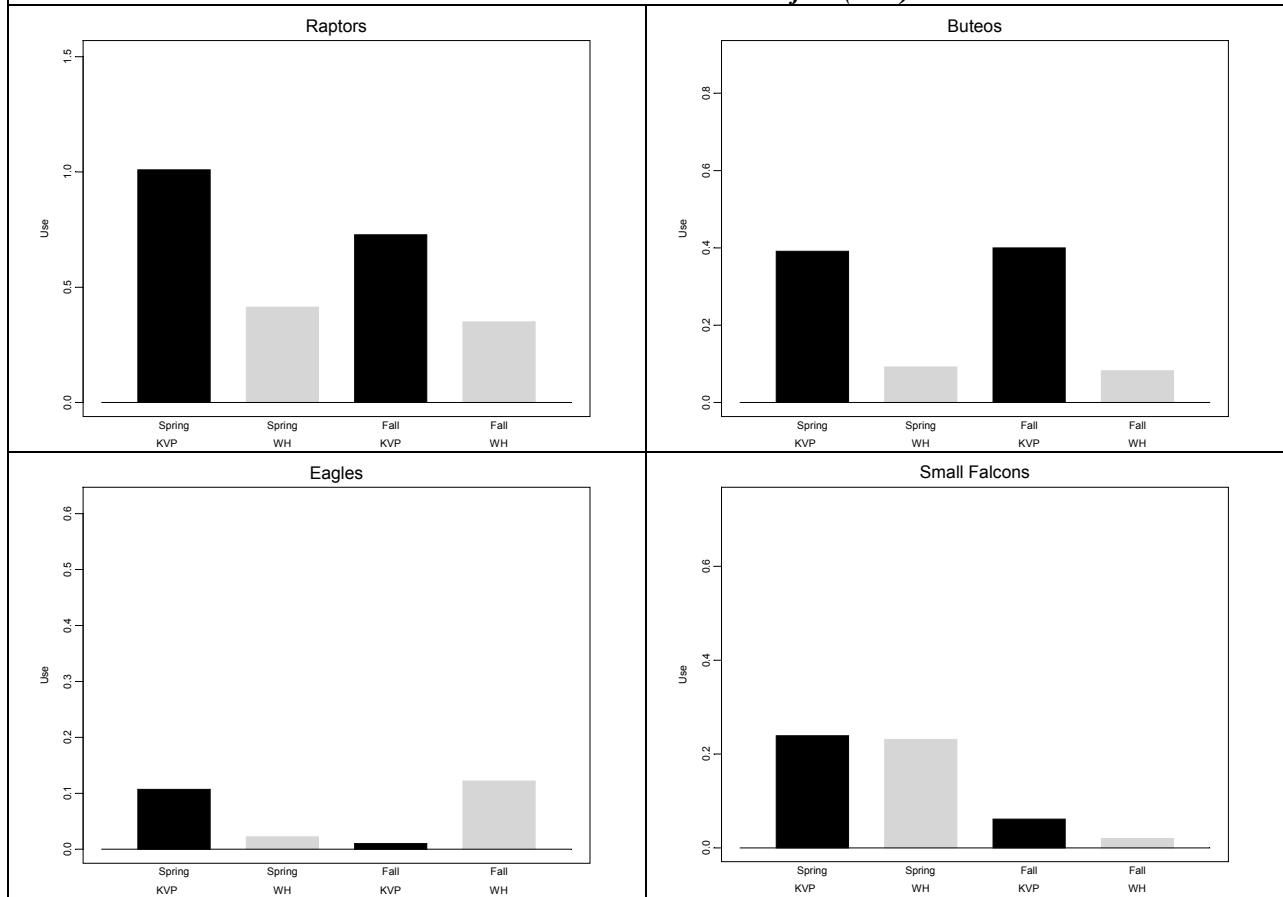 Raptors
1.5
1.0
0.5
0.0
Use
Spring Spring Fall Fall
KVP WH KVP WH
Buteos
0.8
0.6
0.4
0.2
0.0
Use
Spring Spring Fall Fall
KVP WH KVP WH
Eagles
0.6
0.5
0.4
0.3
0.2
0.1
0.0
Use
Spring Spring Fall Fall
KVP WH KVP WH
Small Falcons
0.6
0.4
0.2
0.0
Use
Spring Spring Fall Fall
KVP WH KVP WH